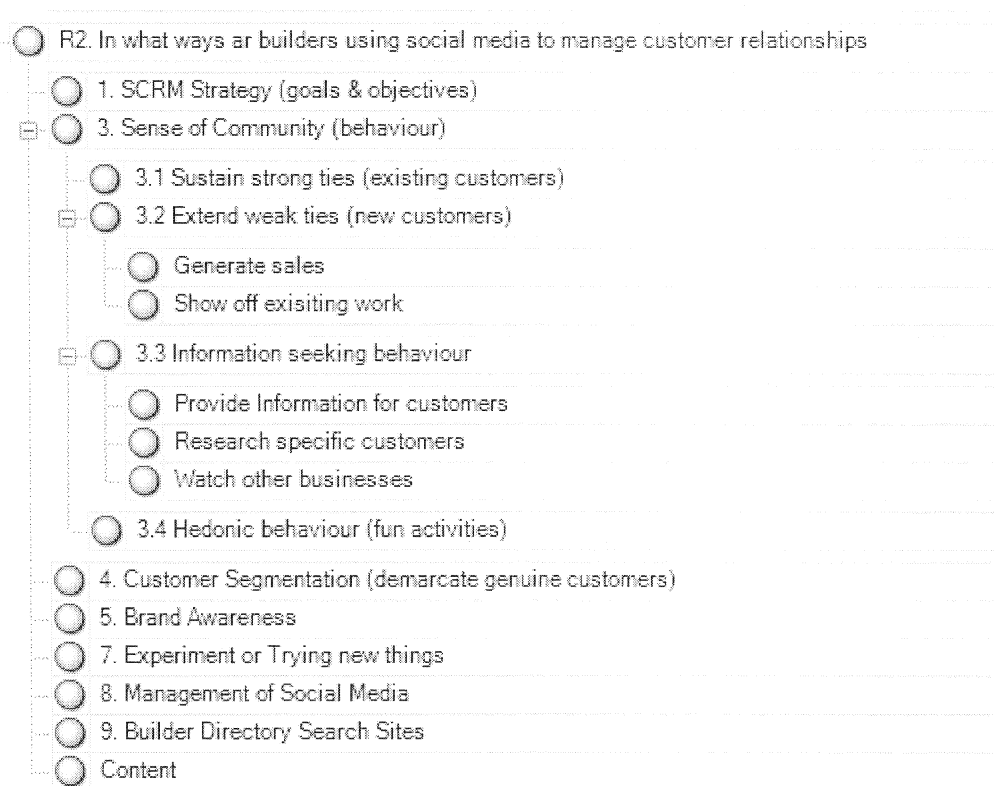 R2. In what ways ar builders using social media to manage customer relationships
1. SCRM Strategy (goals & objectives)
3. Sense of Community (behaviour)
3.1 Sustain strong ties (existing customers)
3.2 Extend weak ties (new customers)
Generate sales
Show off exisiting work
3.3 Information seeking behaviour
Provide Information for customers
Research specific customers
Watch other businesses
3.4 Hedonic behaviour (fun activities)
4. Customer Segmentation (demarcate genuine customers)
5. Brand Awareness
7. Experiment or Trying new things
8. Management of Social Media
9. Builder Directory Search Sites
Content